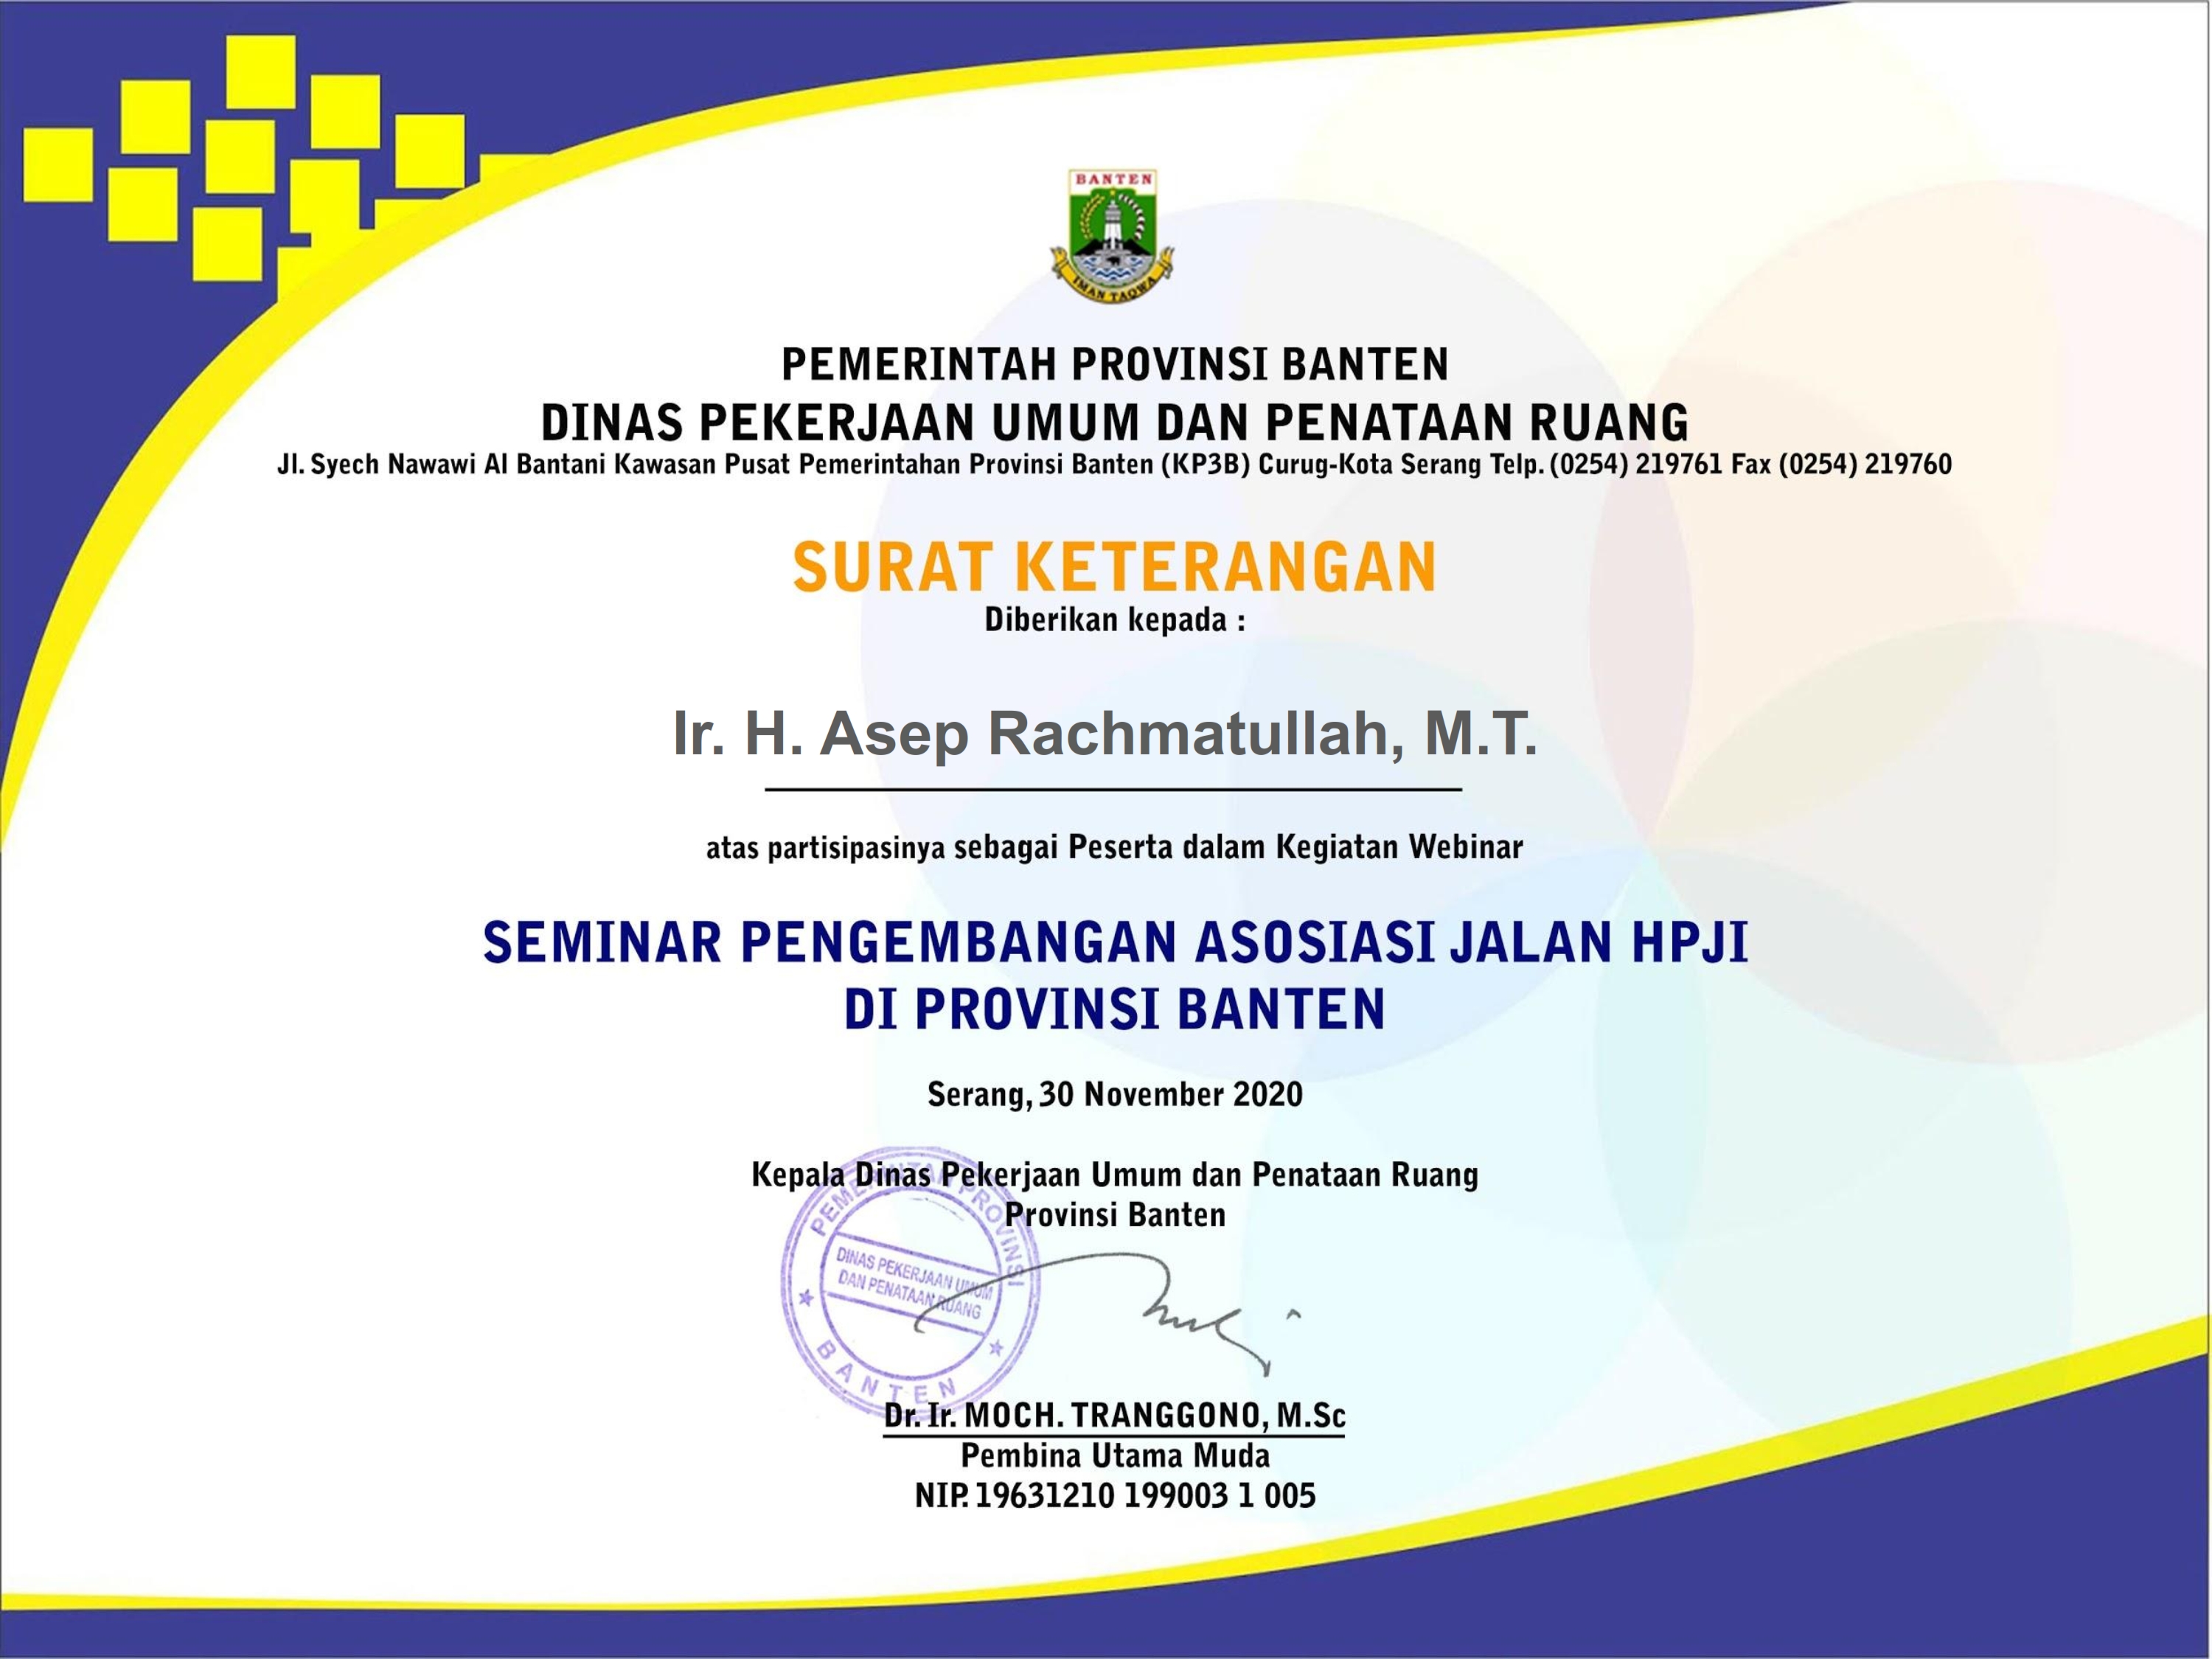 BANTEN
IMAN TAQWA
PEMERINTAH PROVINSI BANTEN
DINAS PEKERJAAN UMUM DAN PENATAAN RUANG
Jl. Syech Nawawi Al Bantani Kawasan Pusat Pemerintahan Provinsi Banten (KP3B) Curug-Kota Serang Telp. (0254) 219761 Fax (0254) 219760
SURAT KETERANGAN
Diberikan kepada :
Ir. H. Asep Rachmatullah, M.T.
atas partisipasinya sebagai Peserta dalam Kegiatan Webinar
SEMINAR PENGEMBANGAN ASOSIASI JALAN HPJI
DI PROVINSI BANTEN
Serang, 30 November 2020
Kepala Dinas Pekerjaan Umum dan Penataan Ruang
Provinsi Banten
PEMERINTAH PROVINSI
DINAS PEKERJAAN UMUM
DAN PENATAAN RUANG
BANTEN
Dr. Ir. MOCH. TRANGGONO, M.Sc
Pembina Utama Muda
NIP. 19631210 199003 1 005